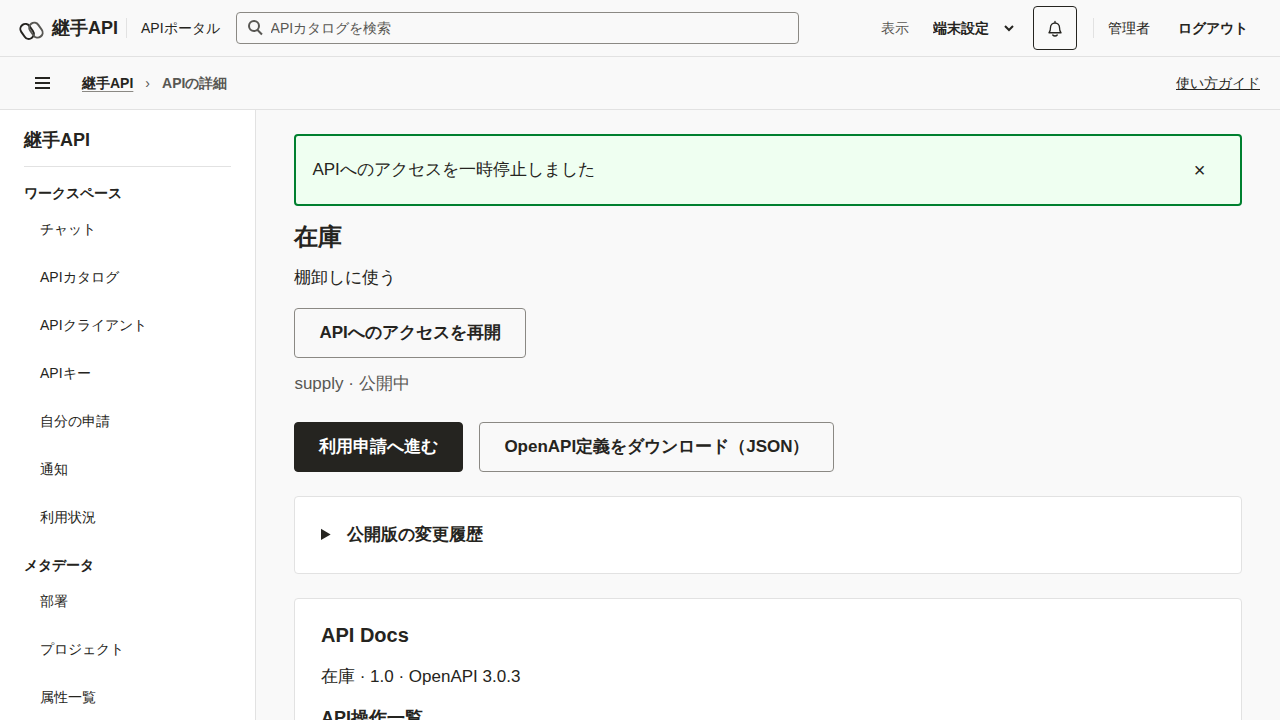 継手API
APIポータル
APIカタログを検索
表示
端末設定
管理者
ログアウト
継手API › APIの詳細
使い方ガイド
継手API
ワークスペース
チャット
APIカタログ
APIクライアント
APIキー
自分の申請
通知
利用状況
メタデータ
部署
プロジェクト
属性一覧
APIへのアクセスを一時停止しました
×
在庫
棚卸しに使う
APIへのアクセスを再開
supply · 公開中
利用申請へ進む
OpenAPI定義をダウンロード（JSON）
公開版の変更履歴
API Docs
在庫 · 1.0 · OpenAPI 3.0.3
API操作一覧